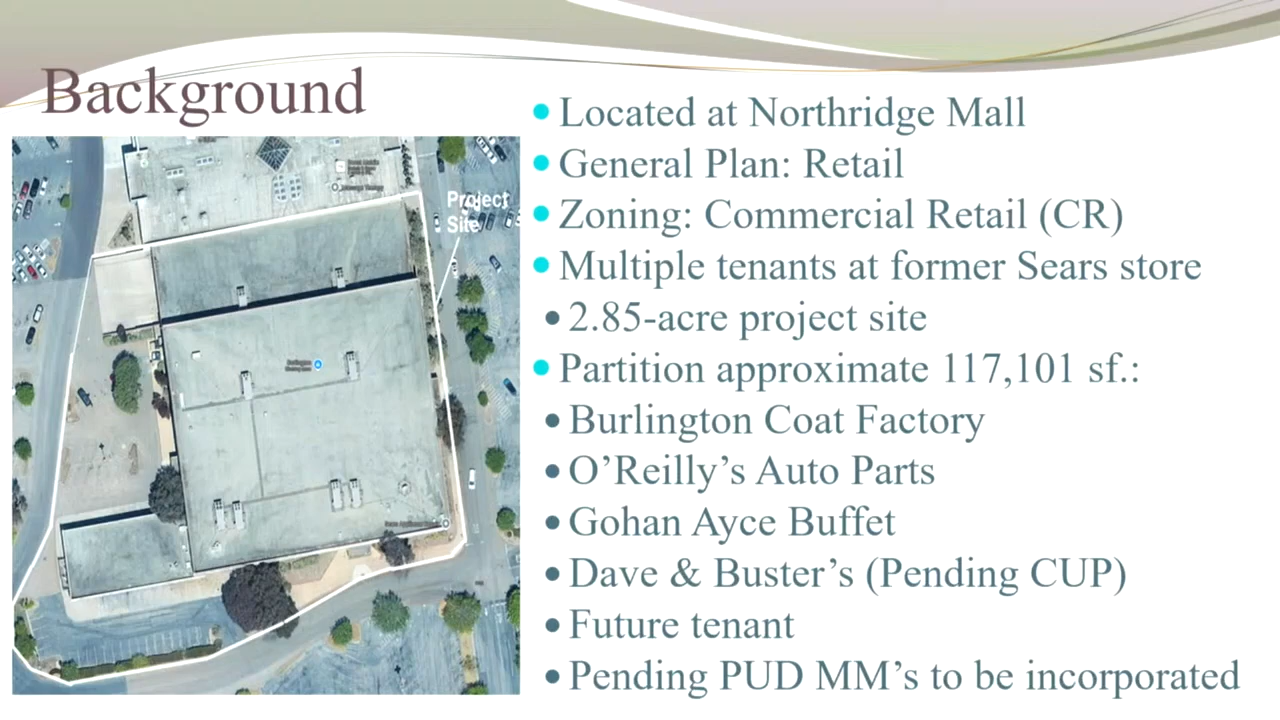 Background
Project
Site
• Located at Northridge Mall
• General Plan: Retail
• Zoning: Commercial Retail (CR)
• Multiple tenants at former Sears store
• 2.85-acre project site
• Partition approximate 117,101 sf.:
• Burlington Coat Factory
• O’Reilly’s Auto Parts
• Gohan Ayce Buffet
• Dave & Buster’s (Pending CUP)
• Future tenant
• Pending PUD MM’s to be incorporated